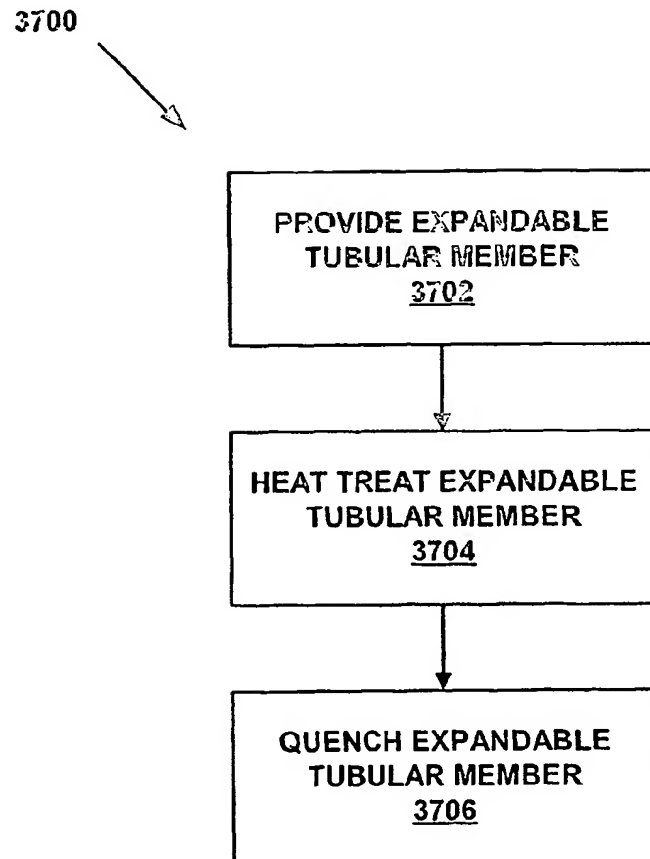 3700
PROVIDE EXPANDABLE
TUBULAR MEMBER
3702
HEAT TREAT EXPANDABLE
TUBULAR MEMBER
3704
QUENCH EXPANDABLE
TUBULAR MEMBER
3706